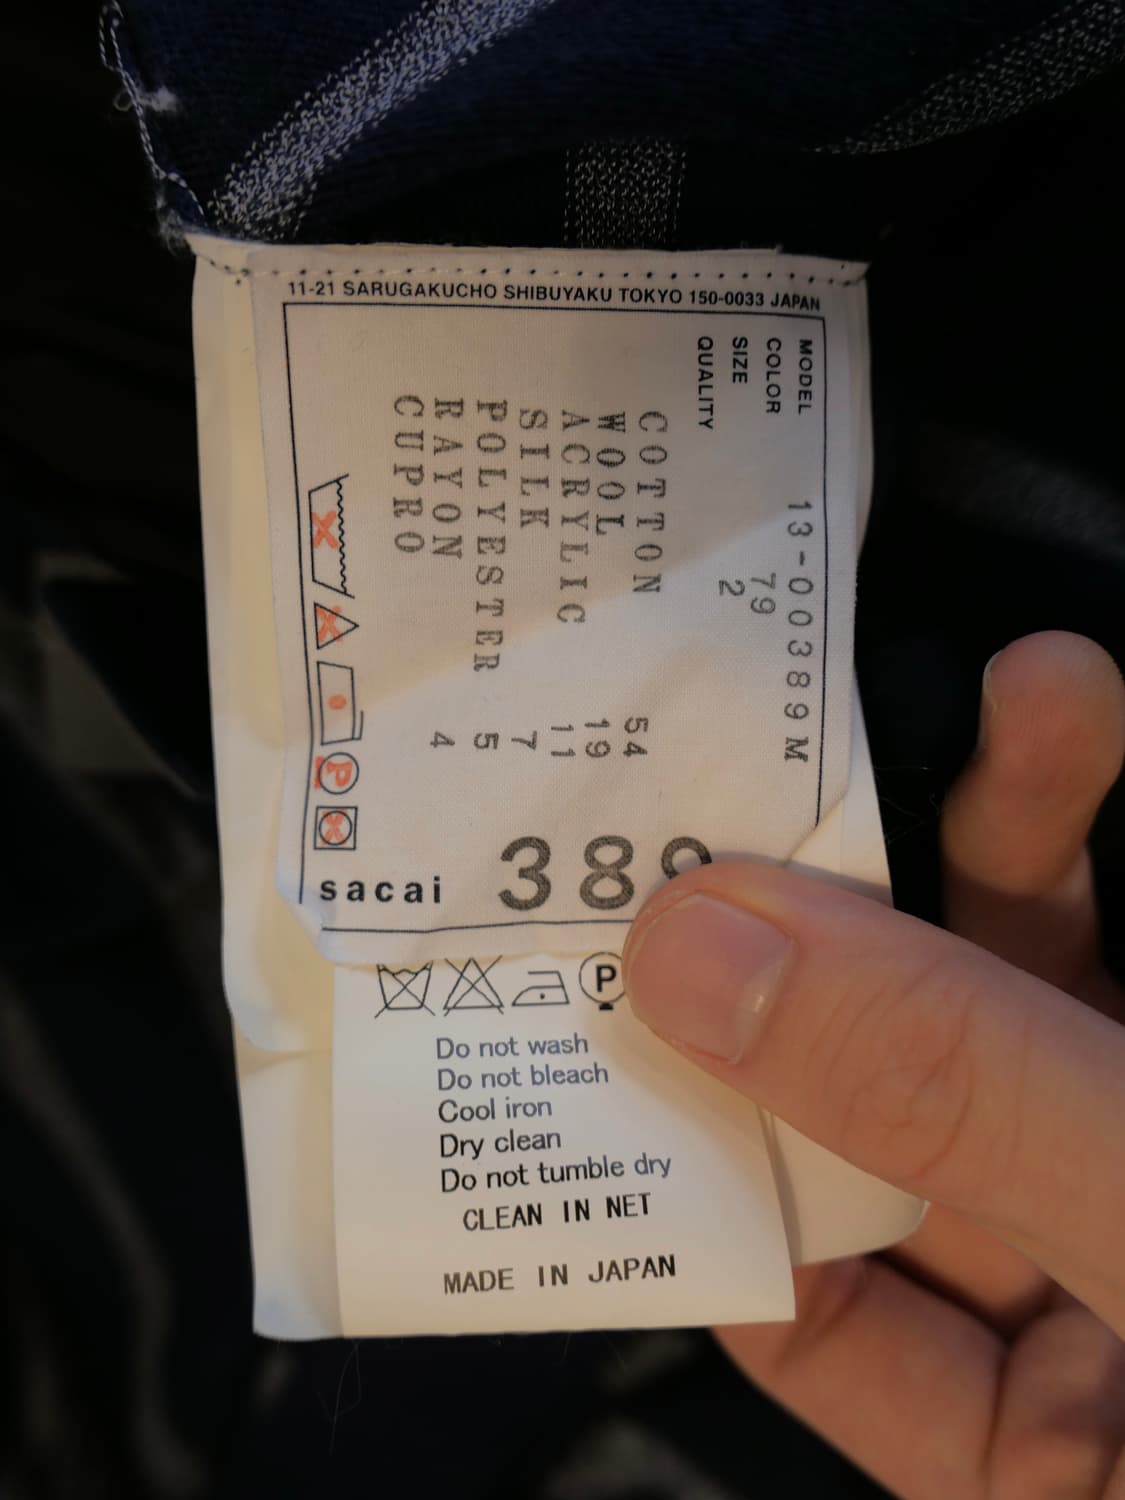 11-21 SARUGAKUCHO SHIBUYAKU TOKYO 150-0033 JAPAN
MODEL 13-00389M
COLOR 79
SIZE 2
QUALITY
COTTON 54
WOOL 19
ACRYLIC 11
SILK 7
POLYESTER 5
RAYON 4
CUPRO
P
sacai 38
P
Do not wash
Do not bleach
Cool iron
Dry clean
Do not tumble dry
CLEAN IN NET
MADE IN JAPAN